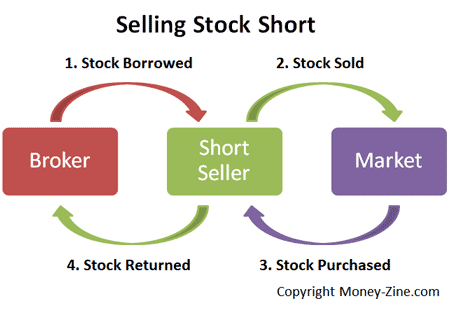 Selling Stock Short
1. Stock Borrowed
2. Stock Sold
Broker
Short
Seller
Market
4. Stock Returned
3. Stock Purchased
Copyright Money-Zine.com